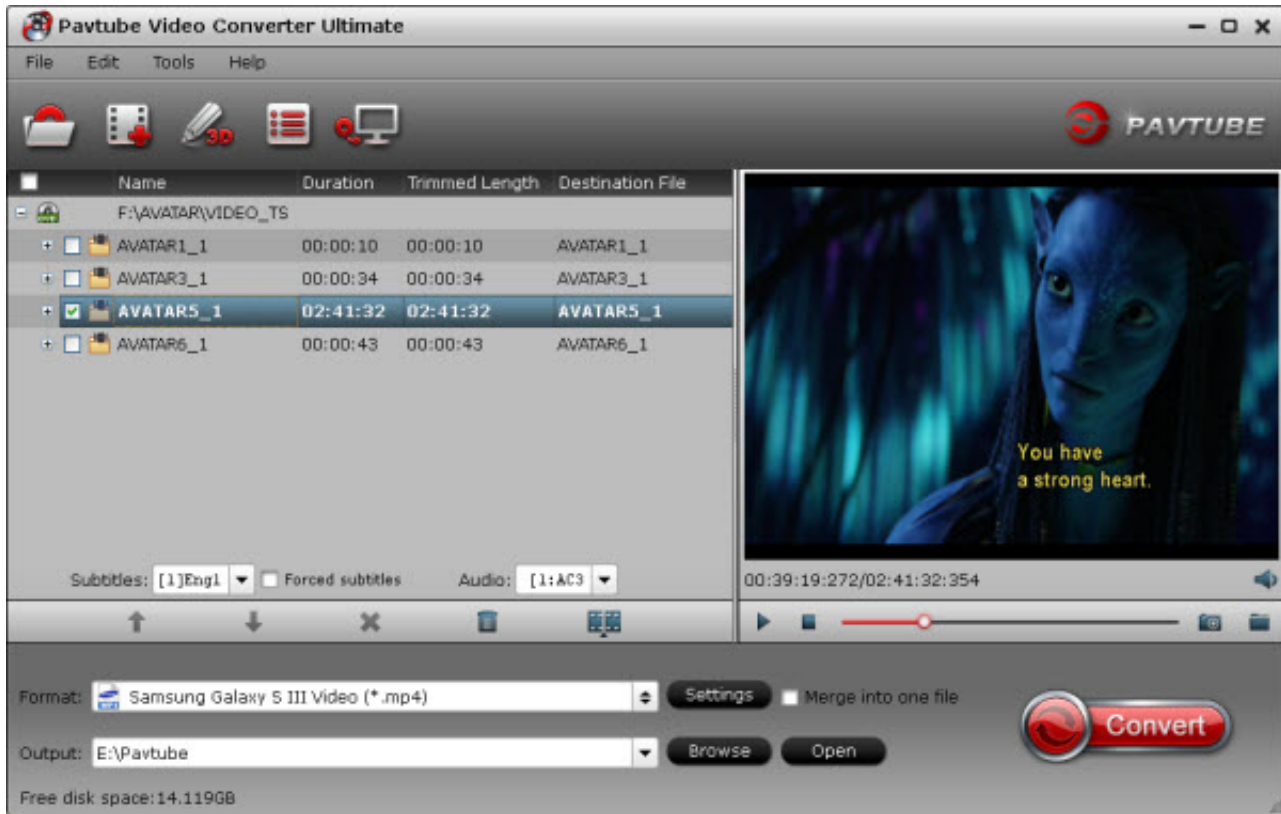 Pavtube Video Converter Ultimate
File Edit Tools Help
3D
PAVTUBE
Name Duration Trimmed Length Destination File
F:\AVATAR\VIDEO_TS
AVATAR1_1 00:00:10 00:00:10 AVATAR1_1
AVATAR3_1 00:00:34 00:00:34 AVATAR3_1
AVATAR5_1 02:41:32 02:41:32 AVATAR5_1
AVATAR6_1 00:00:43 00:00:43 AVATAR6_1
You have
a strong heart.
Subtitles: [1]Engl Forced subtitles Audio: [1:AC3
00:39:19:272/02:41:32:354
Format: Samsung Galaxy S III Video (*.mp4) Settings Merge into one file
Convert
Output: E:\Pavtube Browse Open
Free disk space:14.119GB